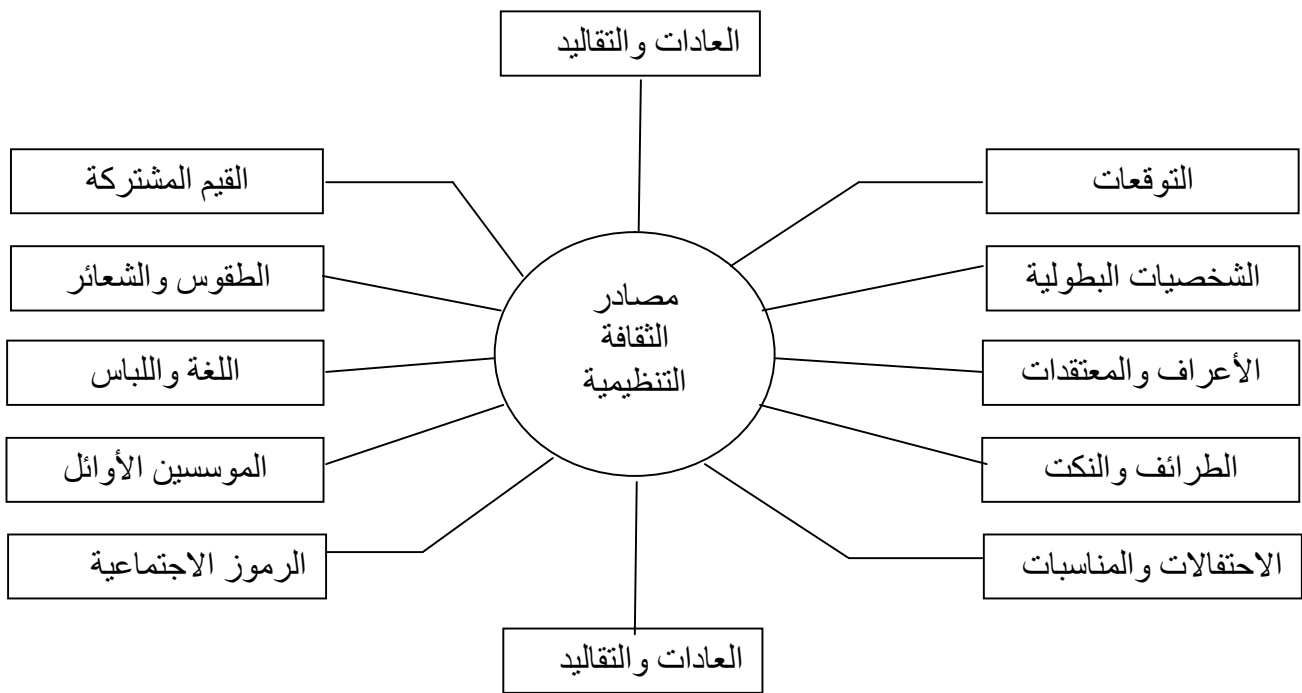 العادات والتقاليد
التوقعات
القيم المشتركة
الشخصيات البطولية
الطقوس والشعائر
مصادر
الثقافة
التنظيمية
الأعراف والمعتقدات
اللغة واللباس
الطرائف والنكت
الموسسين الأوائل
الاحتفالات والمناسبات
الرموز الاجتماعية
العادات والتقاليد